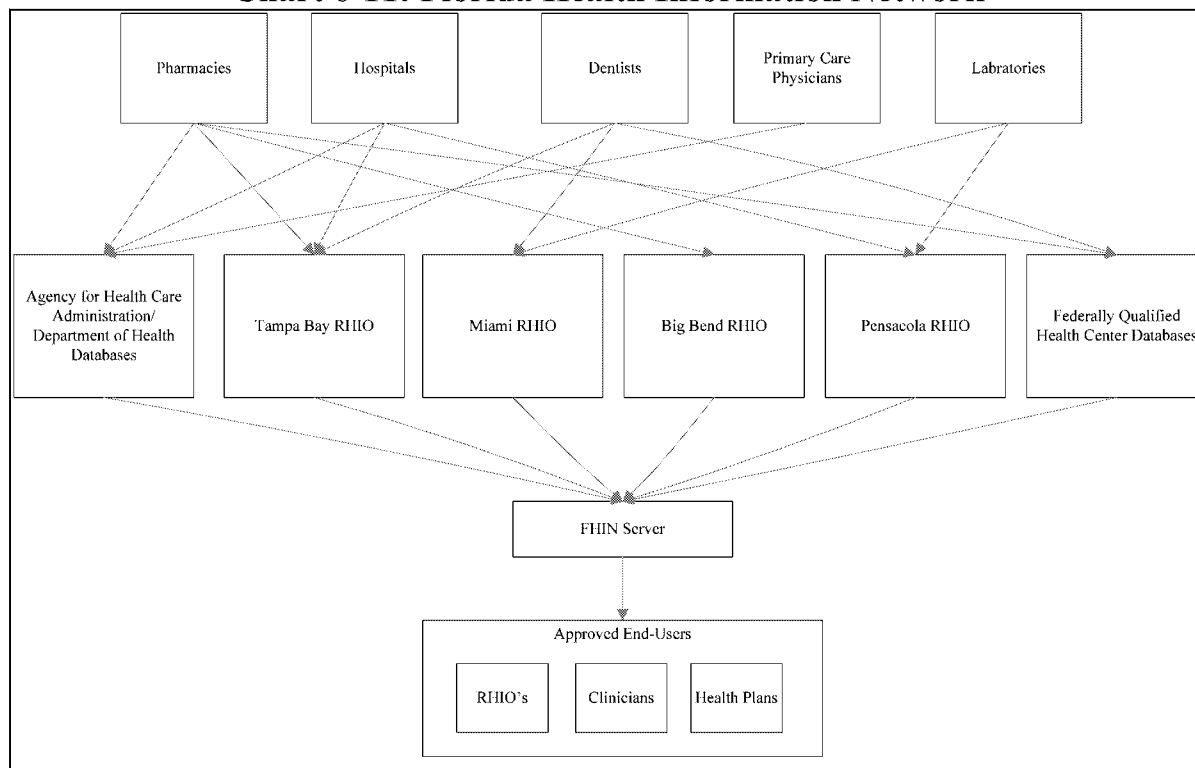 Pharmacies
Hospitals
Dentists
Primary Care
Physicians
Labratories
Agency for Health Care
Administration/
Department of Health
Databases
Tampa Bay RHIO
Miami RHIO
Big Bend RHIO
Pensacola RHIO
Federally Qualified
Health Center Databases
FHIN Server
Approved End-Users
RHIO's
Clinicians
Health Plans